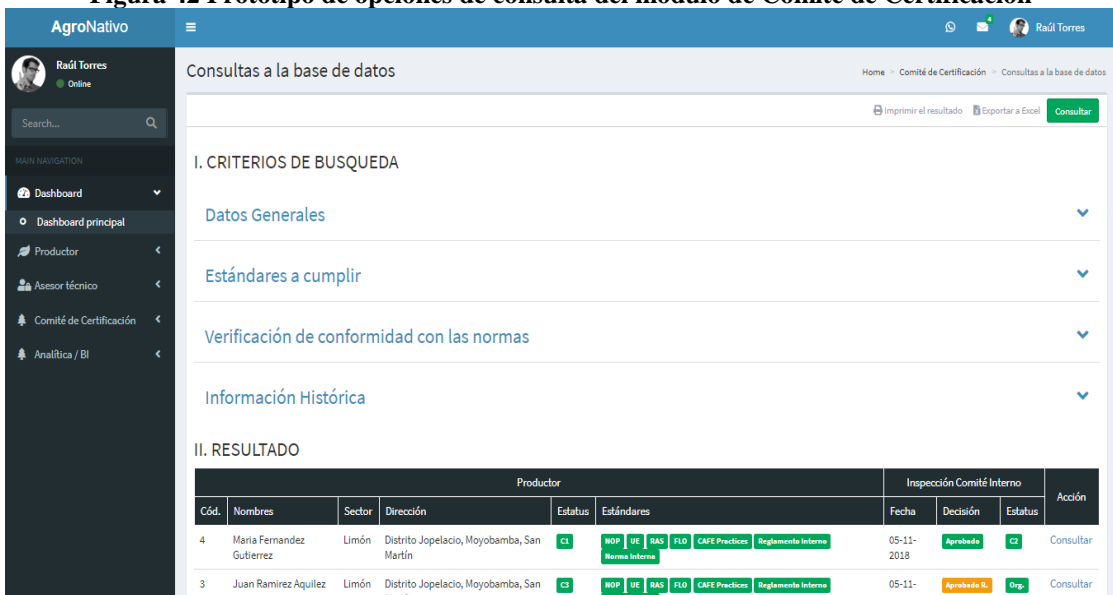 Figura 42 Prototipo de opciones de consulta del módulo de Comité de Certificación
AgroNativo
4
Raúl Torres
Raúl Torres
Online
Consultas a la base de datos
Home > Comité de Certificación > Consultas a la base de datos
Search...
Imprimir el resultado
Exportar a Excel
Consultar
MAIN NAVIGATION
Dashboard
Dashboard principal
Productor
Asesor técnico
Comité de Certificación
Analítica / BI
I. CRITERIOS DE BUSQUEDA
Datos Generales
Estándares a cumplir
Verificación de conformidad con las normas
Información Histórica
II. RESULTADO
Productor Inspección Comité Interno Acción
Cód. Nombres Sector Dirección Estatus Estándares Fecha Decisión Estatus
4 Maria Fernandez Limón Distrito Jopelacio, Moyobamba, San C1 NOP UE RAS FLO CAFE Practices Reglamento Interno 05-11- Aprobado C2 Consultar
Gutierrez Martín Norma Interna 2018
3 Juan Ramirez Aquilez Limón Distrito Jopelacio, Moyobamba, San C3 NOP UE RAS FLO CAFE Practices Reglamento Interno 05-11- Aprobado R. Org. Consultar